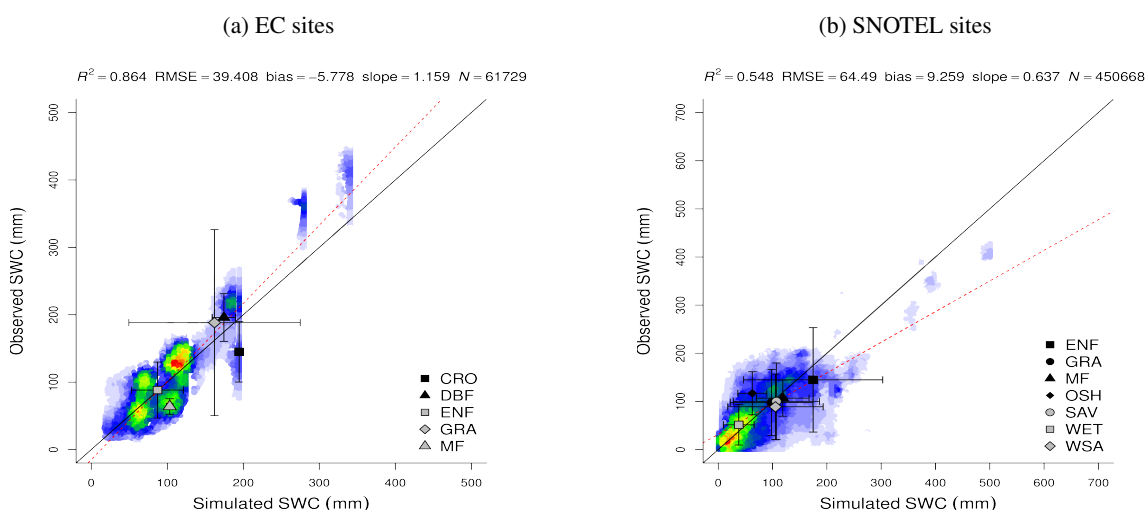 (a) EC sites
R² = 0.864 RMSE = 39.408 bias = −5.778 slope = 1.159 N = 61729
500
400
300
200
100
0
Observed SWC (mm)
CRO
DBF
ENF
GRA
MF
0 100 200 300 400 500
Simulated SWC (mm)
(b) SNOTEL sites
R² = 0.548 RMSE = 64.49 bias = 9.259 slope = 0.637 N = 450668
700
600
500
400
300
200
100
0
Observed SWC (mm)
ENF
GRA
MF
OSH
SAV
WET
WSA
0 100 200 300 400 500 600 700
Simulated SWC (mm)